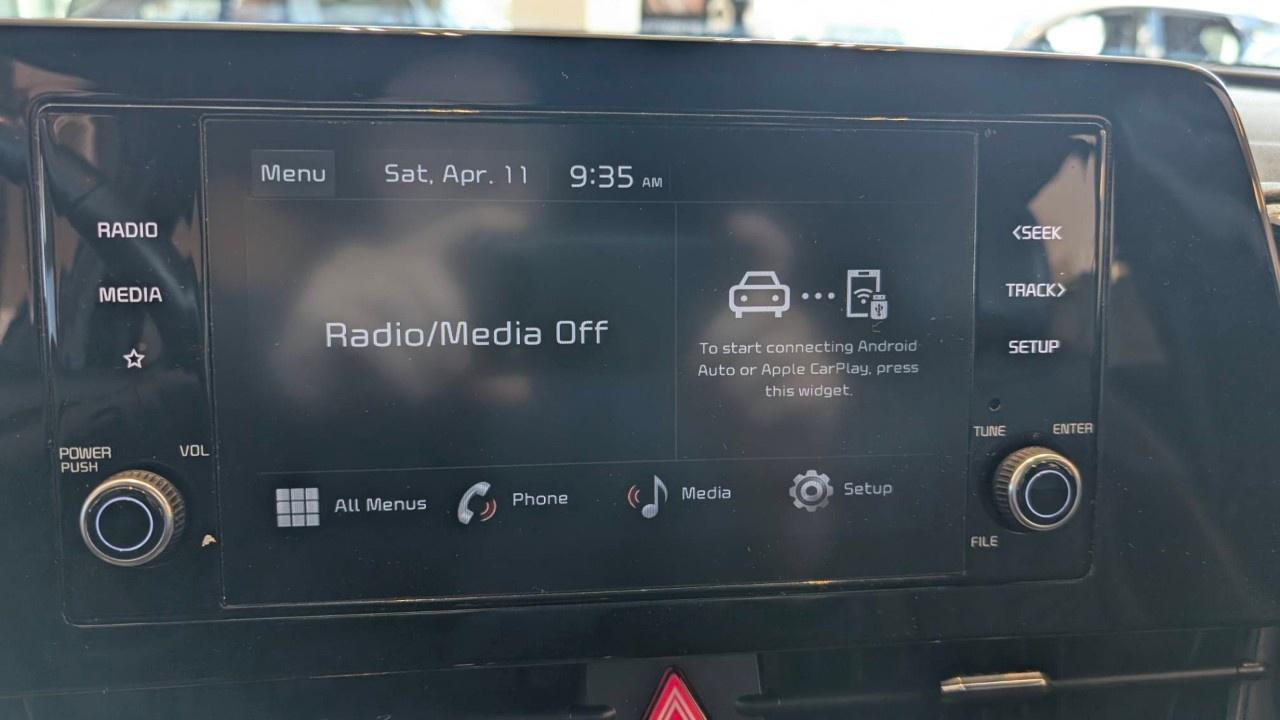 Menu Sat, Apr. 11 9:35 AM
RADIO
MEDIA
POWER
PUSH
VOL
Radio/Media Off
To start connecting Android
Auto or Apple CarPlay, press
this widget.
All Menus Phone Media Setup
<SEEK
TRACK>
SETUP
TUNE ENTER
FILE